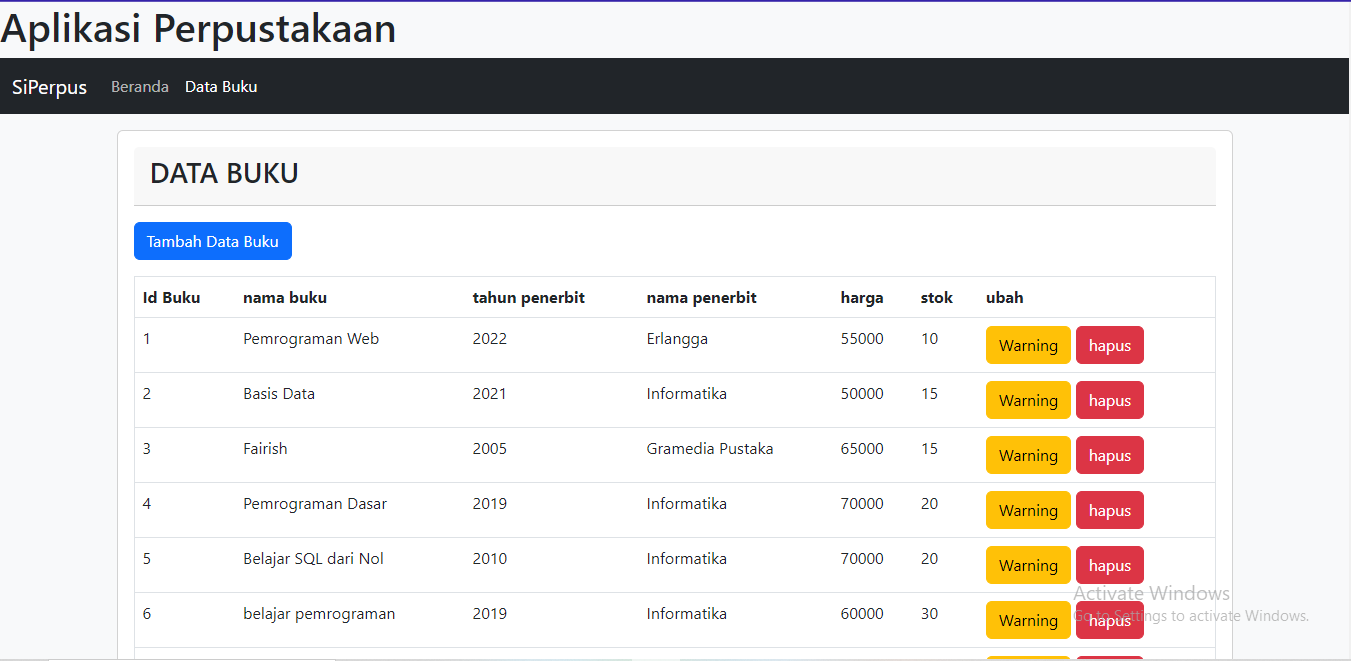 Aplikasi Perpustakaan
SiPerpus Beranda Data Buku
DATA BUKU
Tambah Data Buku
Id Buku nama buku tahun penerbit nama penerbit harga stok ubah
1 Pemrograman Web 2022 Erlangga 55000 10 Warning hapus
2 Basis Data 2021 Informatika 50000 15 Warning hapus
3 Fairish 2005 Gramedia Pustaka 65000 15 Warning hapus
4 Pemrograman Dasar 2019 Informatika 70000 20 Warning hapus
5 Belajar SQL dari Nol 2010 Informatika 70000 20 Warning hapus
6 belajar pemrograman 2019 Informatika 60000 30 Warning hapus
Activate Windows
Go to Settings to activate Windows.